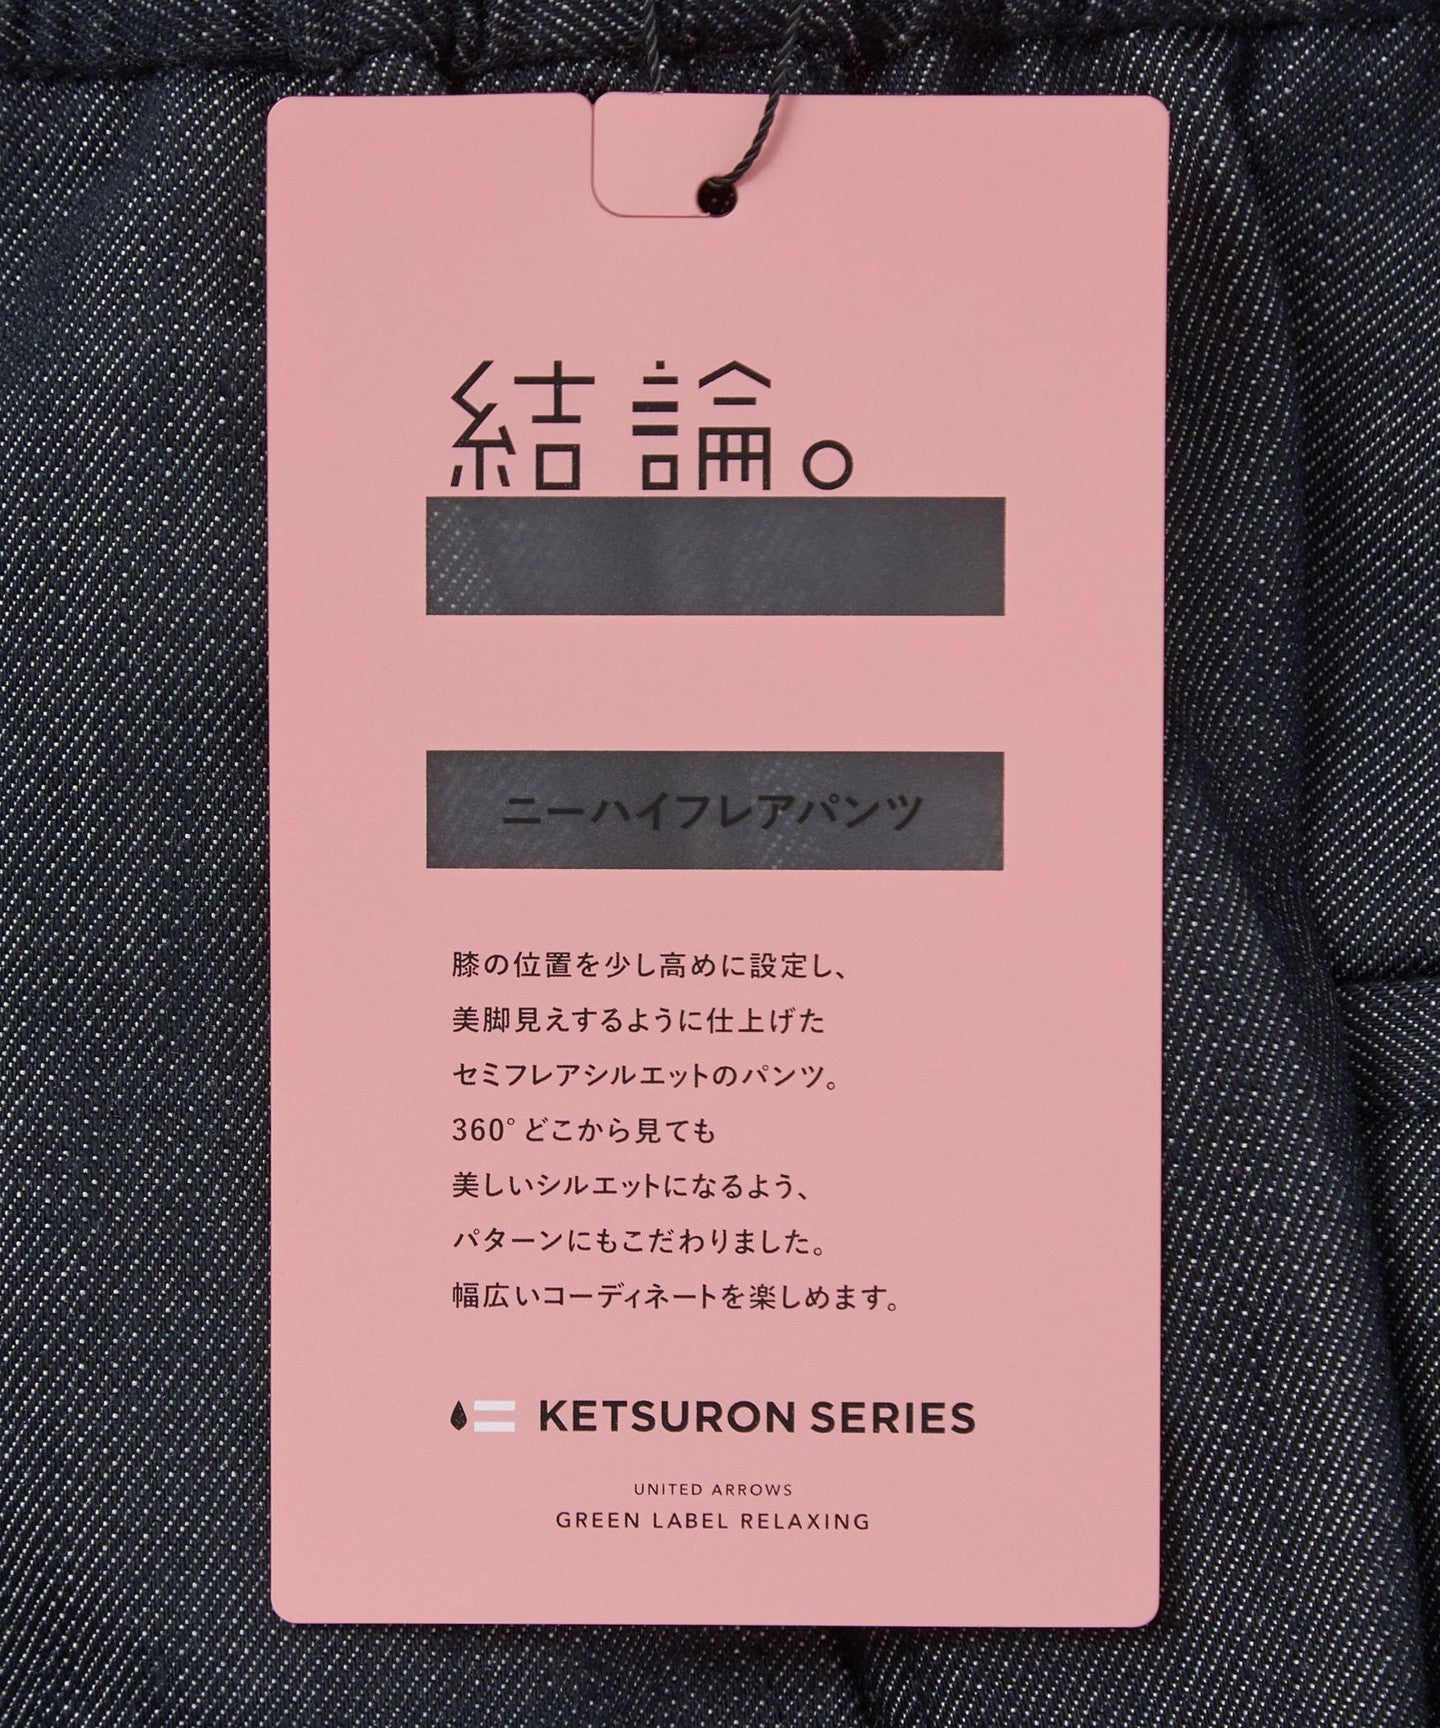 結論。
ニーハイフレアパンツ
膝の位置を少し高めに設定し、
美脚見えするように仕上げた
セミフレアシルエットのパンツ。
360°どこから見ても
美しいシルエットになるよう、
パターンにもこだわりました。
幅広いコーディネートを楽しめます。
KETSURON SERIES
UNITED ARROWS
GREEN LABEL RELAXING